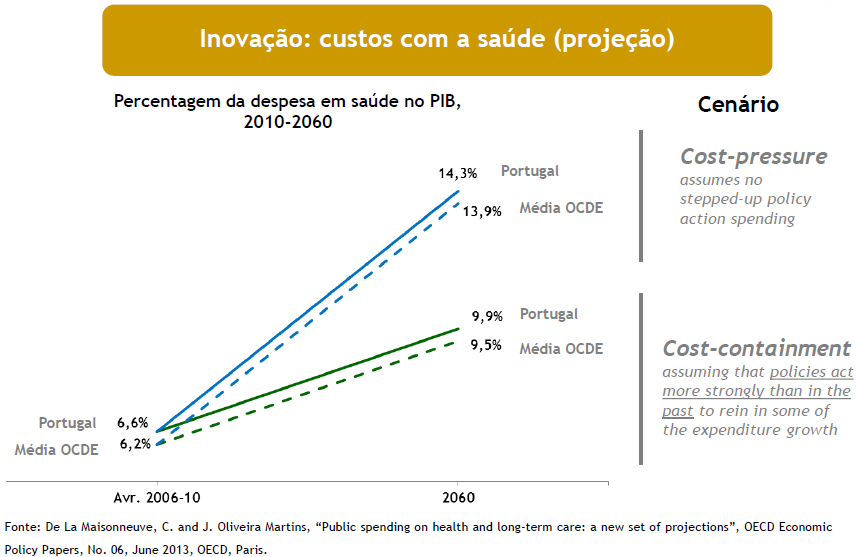 Inovação: custos com a saúde (projeção)
Percentagem da despesa em saúde no PIB,
2010-2060
Cenário
14,3%
Portugal
Média OCDE
13,9%
Cost-pressure
assumes no
stepped-up policy
action spending
9,9%
Portugal
9,5%
Média OCDE
Cost-containment
assuming that policies act
more strongly than in the
past to rein in some of
the expenditure growth
Portugal
6,6%
Média OCDE
6,2%
Avr. 2006-10
2060
Fonte: De La Maisonneuve, C. and J. Oliveira Martins, “Public spending on health and long-term care: a new set of projections”, OECD Economic
Policy Papers, No. 06, June 2013, OECD, Paris.